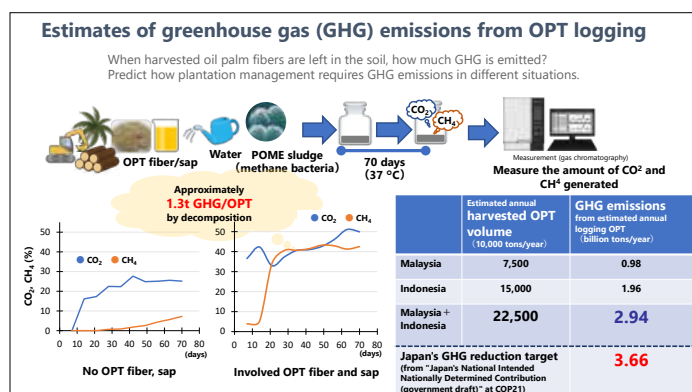 Estimates of greenhouse gas (GHG) emissions from OPT logging
When harvested oil palm fibers are left in the soil, how much GHG is emitted?
Predict how plantation management requires GHG emissions in different situations.
OPT fiber/sap
Water
POME sludge
(methane bacteria)
70 days
(37 ℃)
CO₂
CH₄
Measurement (gas chromatography)
Measure the amount of CO² and
CH⁴ generated
Approximately
1.3t GHG/OPT
by decomposition
CO₂, CH₄ (%)
60
50
40
30
20
10
0
CO₂ CH₄
0 20 40 60 80
(days)
No OPT fiber, sap
60
50
40
30
20
10
0
CO₂ CH₄
0 20 40 60 80
(days)
Involved OPT fiber and sap
Estimated annual
harvested OPT
volume
(10,000 tons/year)
GHG emissions
from estimated annual
logging OPT
(billion tons/year)
Malaysia 7,500 0.98
Indonesia 15,000 1.96
Malaysia+
Indonesia 22,500 2.94
Japan's GHG reduction target
(from "Japan's National Intended
Nationally Determined Contribution
(government draft)" at COP21)
3.66